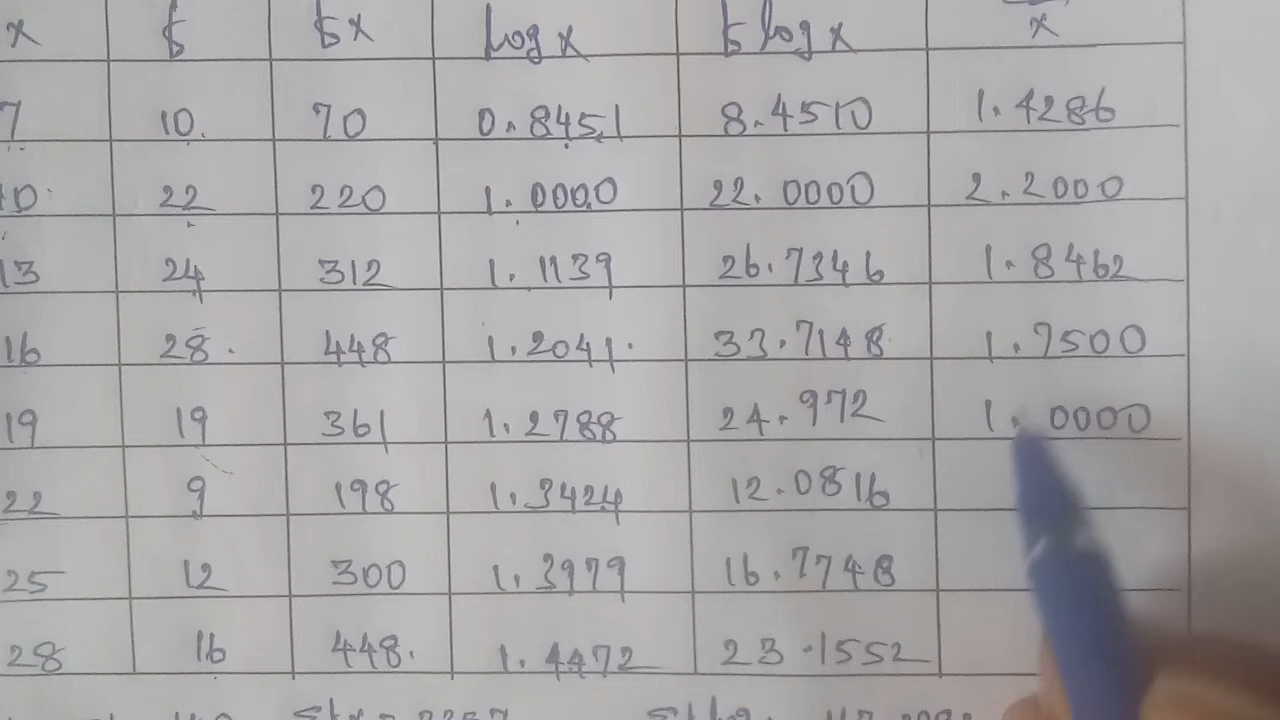 x f fx log x f log x x
7 10. 70 0.8451 8.4510 1.4286
10 22 220 1.0000 22.0000 2.2000
13 24 312 1.1139 26.7346 1.8462
16 28. 448 1.2041. 33.7148 1.7500
19 19 361 1.2788 24.972 1.0000
22 9 198 1.3424 12.0816
25 12 300 1.3979 16.7748
28 16 448. 1.4472 23.1552